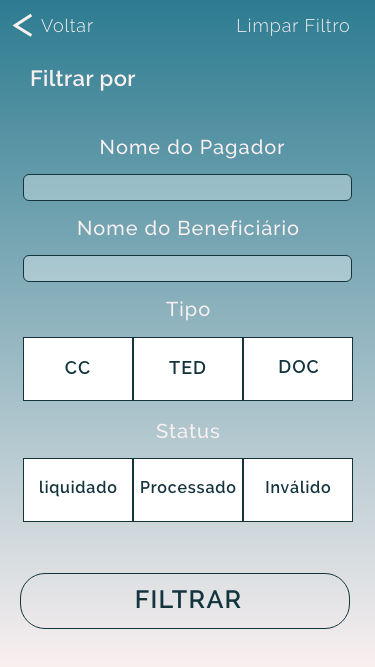 Voltar
Limpar Filtro
Filtrar por
Nome do Pagador
Nome do Beneficiário
Tipo
CC TED DOC
Status
liquidado Processado Inválido
FILTRAR